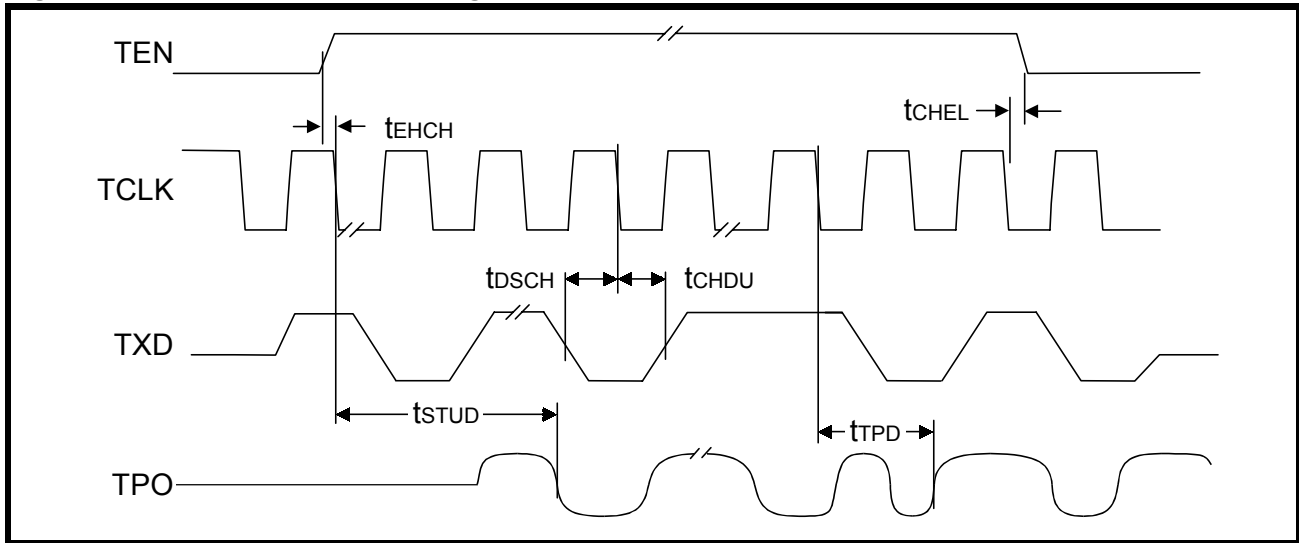 TEN
tCHEL
tEHCH
TCLK
tDSCH
tCHDU
TXD
tSTUD
tTPD
TPO